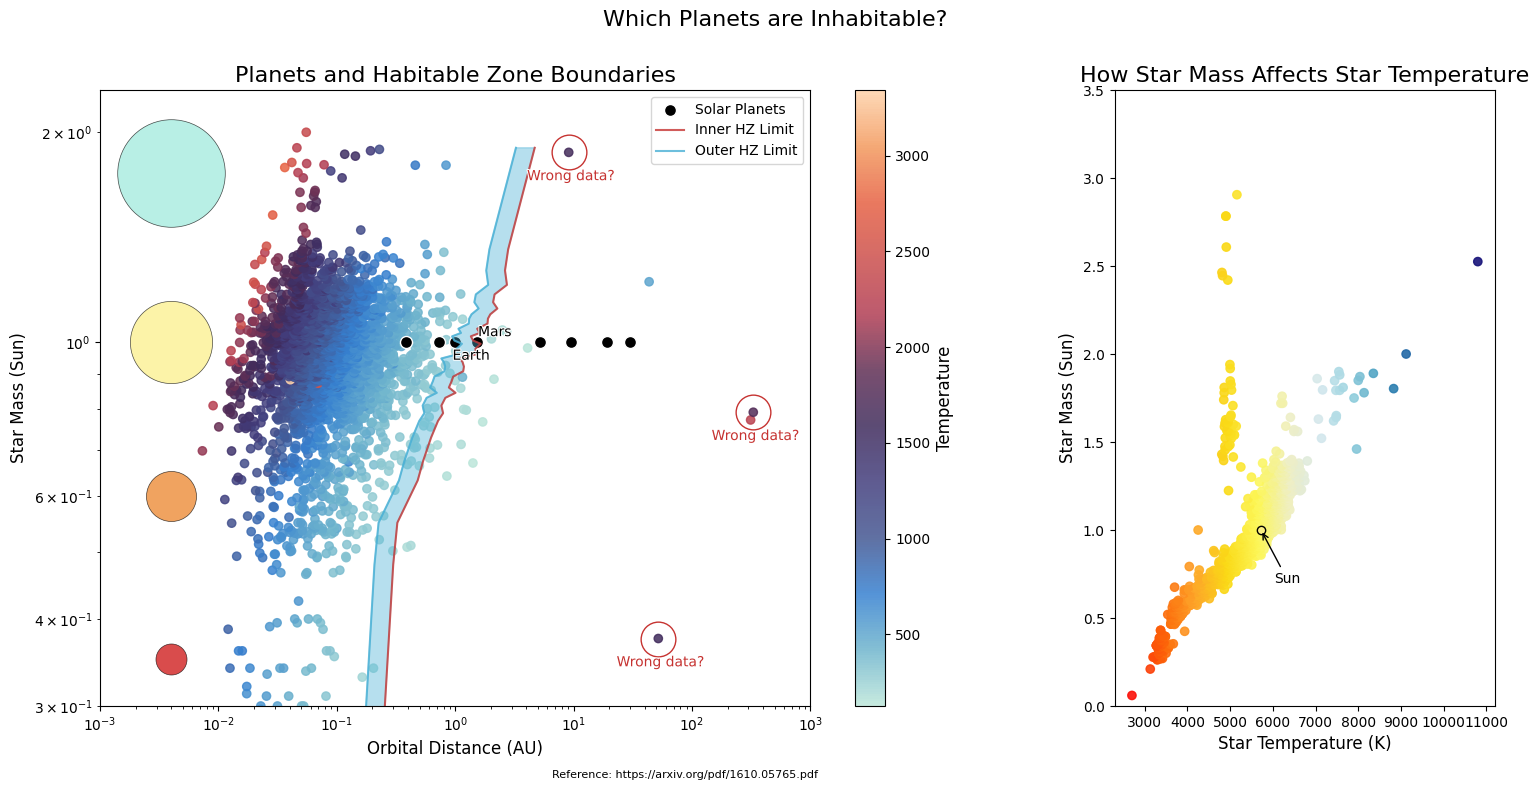 Which Planets are Inhabitable?
Planets and Habitable Zone Boundaries
Star Mass (Sun)
2 × 10⁰
10⁰
6 × 10⁻¹
4 × 10⁻¹
3 × 10⁻¹
Solar Planets
Inner HZ Limit
Outer HZ Limit
Wrong data?
Mars
Earth
Wrong data?
Wrong data?
10⁻³ 10⁻² 10⁻¹ 10⁰ 10¹ 10² 10³
Orbital Distance (AU)
3000
2500
2000
1500
1000
500
Temperature
Reference: https://arxiv.org/pdf/1610.05765.pdf
How Star Mass Affects Star Temperature
Star Mass (Sun)
3.5
3.0
2.5
2.0
1.5
1.0
0.5
0.0
Sun
3000 4000 5000 6000 7000 8000 9000 10000 11000
Star Temperature (K)